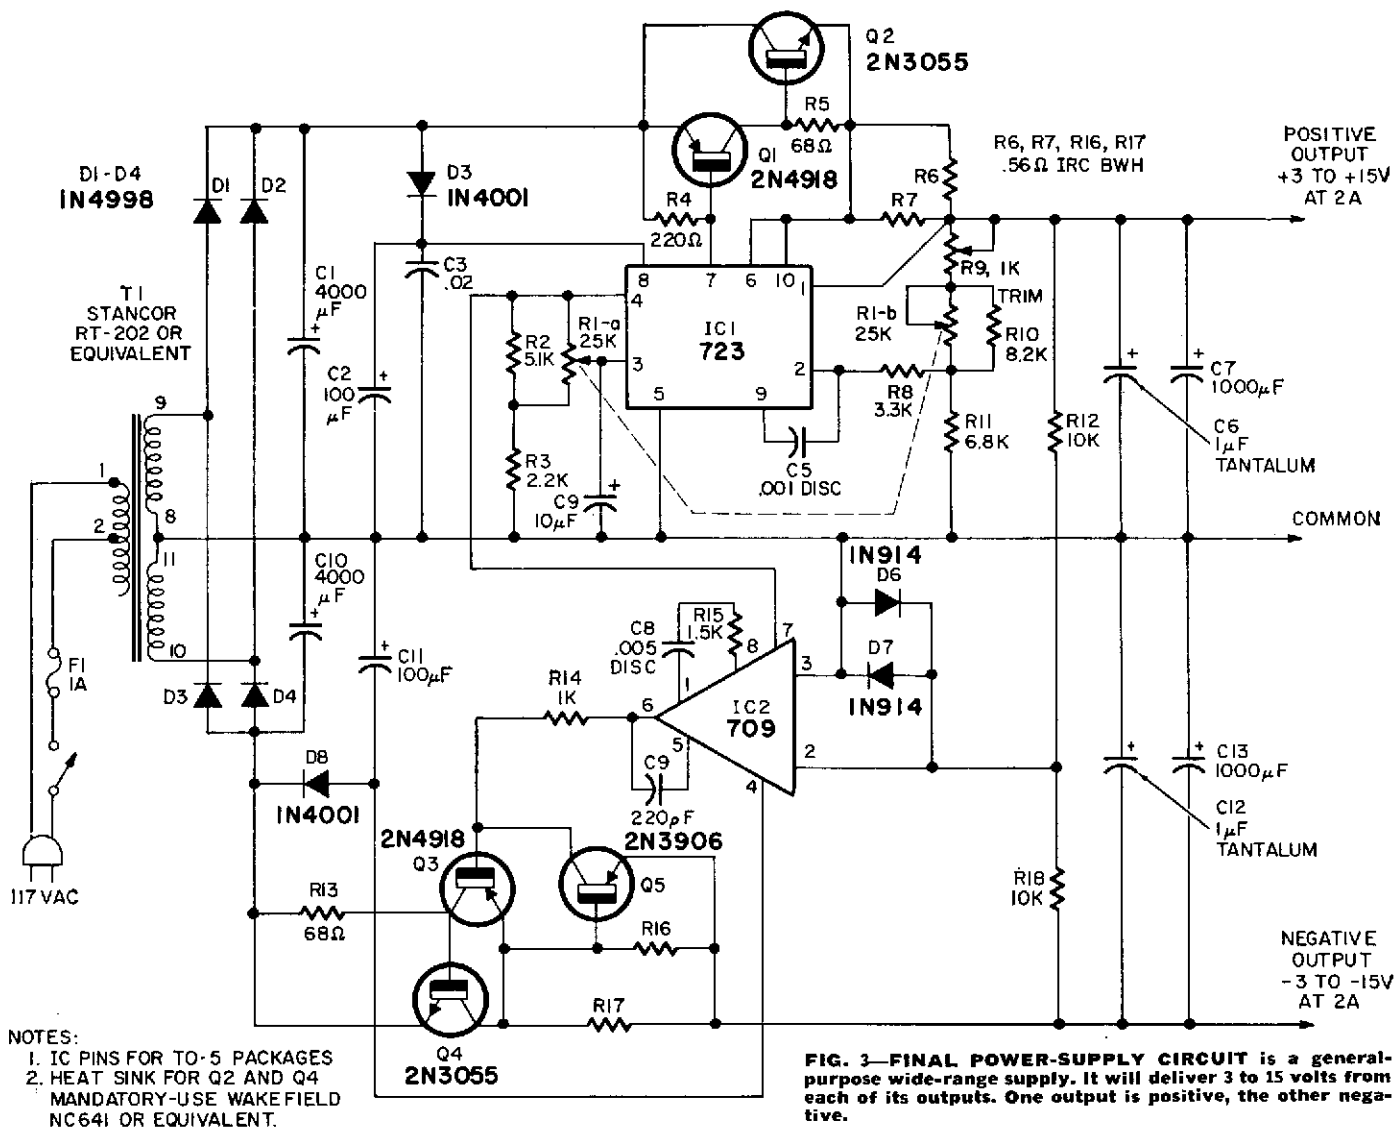 Q2
2N3055
R5
68Ω
R6, R7, R16, R17
.56Ω IRC BWH
POSITIVE
OUTPUT
+3 TO +15V
AT 2A
D1-D4
1N4998
D1
D2
D3
1N4001
Q1
2N4918
R4
220Ω
R6
R7
T1
STANCOR
RT-202 OR
EQUIVALENT
C1
4000
µF
+
C2
100
µF
+
C3
.02
8
7
6
10
1
4
3
5
9
2
IC1
723
R9, 1K
TRIM
R1-a
25K
R2
5.1K
R1-b
25K
R10
8.2K
R8
3.3K
R3
2.2K
C9
10µF
+
C5
.001 DISC
R11
6.8K
R12
10K
+
C6
1µF
TANTALUM
+
C7
1000µF
9
1
2
8
11
10
COMMON
C10
4000
µF
+
C11
100µF
+
1N914
D6
D7
1N914
C8
.005
DISC
R15
1.5K
8
7
3
1
6
IC2
709
5
4
2
R14
1K
C9
220pF
F1
1A
D3
D4
D8
1N4001
+
C12
1µF
TANTALUM
+
C13
1000µF
2N4918
Q3
2N3906
Q5
117 VAC
R13
68Ω
R16
R17
R18
10K
Q4
2N3055
NEGATIVE
OUTPUT
-3 TO -15V
AT 2A
NOTES:
1. IC PINS FOR TO-5 PACKAGES
2. HEAT SINK FOR Q2 AND Q4
MANDATORY-USE WAKEFIELD
NC641 OR EQUIVALENT.
FIG. 3—FINAL POWER-SUPPLY CIRCUIT is a general-
purpose wide-range supply. It will deliver 3 to 15 volts from
each of its outputs. One output is positive, the other nega-
tive.